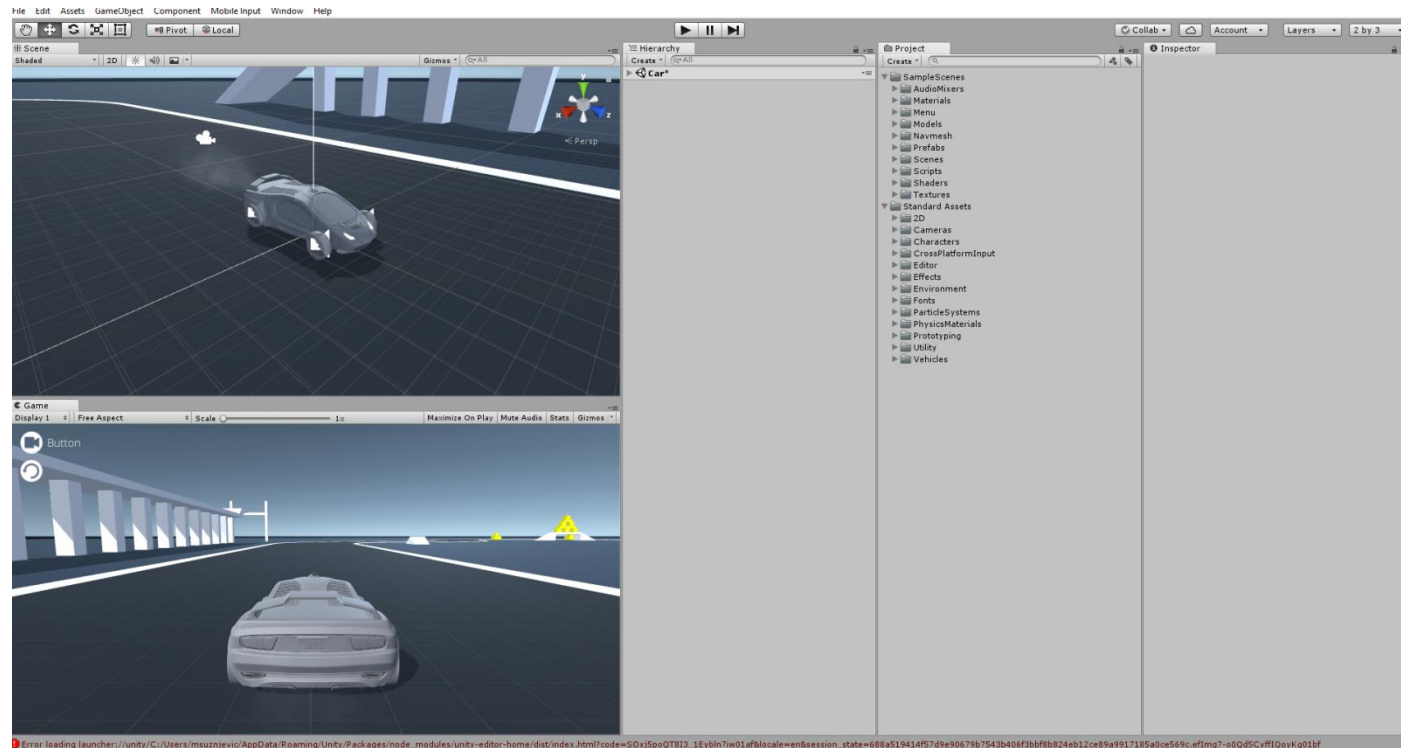 File Edit Assets GameObject Component Mobile Input Window Help
Pivot Local Collab Account Layers 2 by 3
Scene
Shaded 2D Gizmos All
y x z
Persp
Game
Display 1 Free Aspect Scale 1x Maximize On Play Mute Audio Stats Gizmos
Button
Hierarchy
Create All
Car*
Project
Create
SampleScenes
AudioMixers
Materials
Menu
Models
Navmesh
Prefabs
Scenes
Scripts
Shaders
Textures
Standard Assets
2D
Cameras
Characters
CrossPlatformInput
Editor
Effects
Environment
Fonts
ParticleSystems
PhysicsMaterials
Prototyping
Utility
Vehicles
Inspector
Error loading launcher://unity/C:/Users/msuznjevic/AppData/Roaming/Unity/Packages/node_modules/unity-editor-home/dist/index.html?